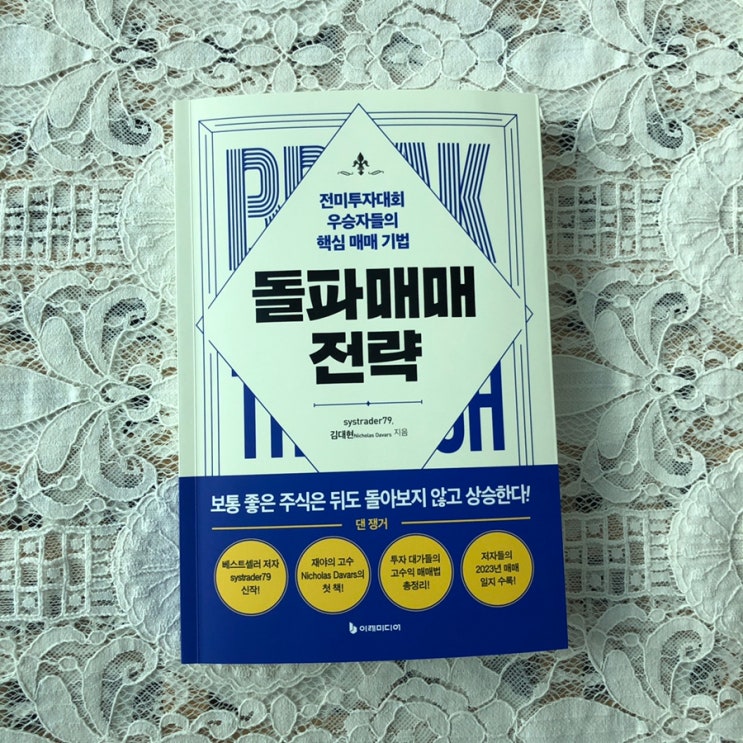 전미투자대회
우승자들의
핵심 매매 기법
돌파매매
전략
systrader79,
김대현Nicholas Davars 지음
보통 좋은 주식은 뒤도 돌아보지 않고 상승한다!
댄 쟁거
베스트셀러 저자
systrader79
신작!
재야의 고수
Nicholas Davars의
첫 책!
투자 대가들의
고수익 매매법
총정리!
저자들의
2023년 매매
일지 수록!
이레미디어